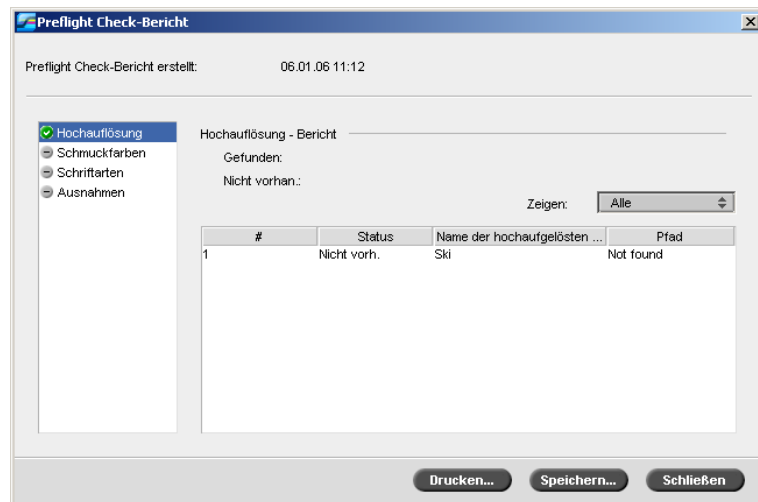 Preflight Check-Bericht
Preflight Check-Bericht erstellt: 06.01.06 11:12
Hochauflösung
Schmuckfarben
Schriftarten
Ausnahmen
Hochauflösung - Bericht
Gefunden:
Nicht vorhan.:
Zeigen: Alle
# Status Name der hochaufgelösten ... Pfad
1 Nicht vorh. Ski Not found
Drucken... Speichern... Schließen